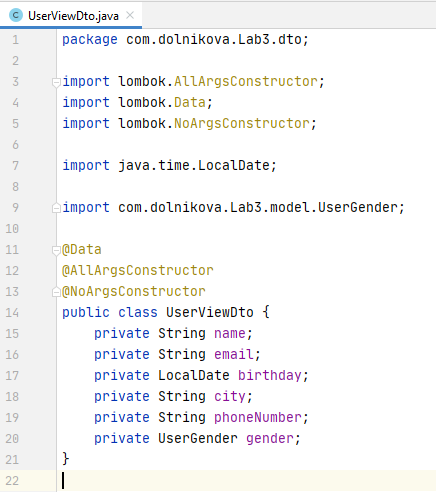 UserViewDto.java
1 package com.dolnikova.Lab3.dto;
2
3 import lombok.AllArgsConstructor;
4 import lombok.Data;
5 import lombok.NoArgsConstructor;
6
7 import java.time.LocalDate;
8
9 import com.dolnikova.Lab3.model.UserGender;
10
11 @Data
12 @AllArgsConstructor
13 @NoArgsConstructor
14 public class UserViewDto {
15     private String name;
16     private String email;
17     private LocalDate birthday;
18     private String city;
19     private String phoneNumber;
20     private UserGender gender;
21 }
22